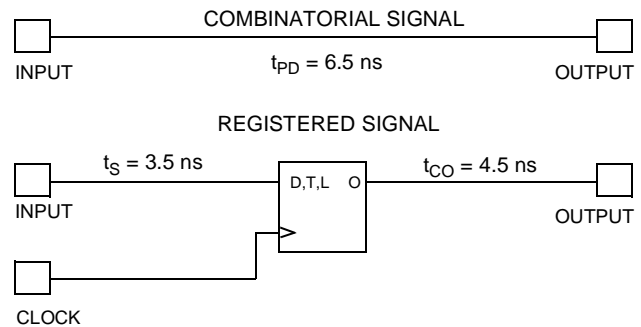 COMBINATORIAL SIGNAL
INPUT
tPD = 6.5 ns
OUTPUT
REGISTERED SIGNAL
tS = 3.5 ns
D,T,L O
tCO = 4.5 ns
INPUT
OUTPUT
CLOCK